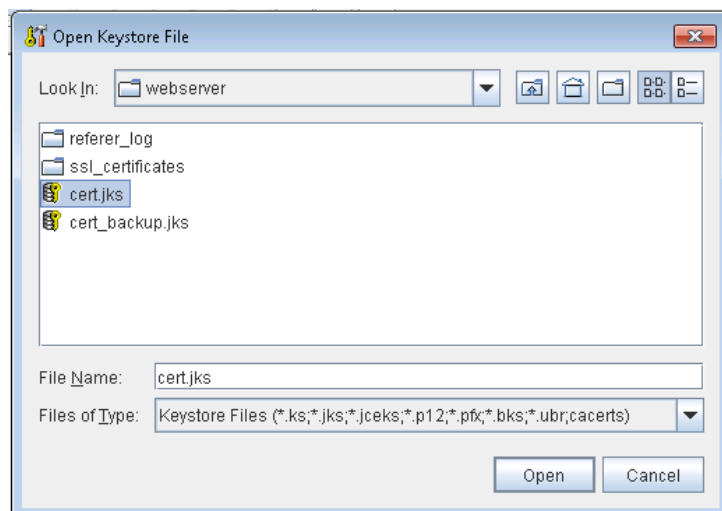 Open Keystore File
Look In: webserver
referer_log
ssl_certificates
cert.jks
cert_backup.jks
File Name: cert.jks
Files of Type: Keystore Files (*.ks;*.jks;*.jceks;*.p12;*.pfx;*.bks;*.ubr;cacerts)
Open Cancel